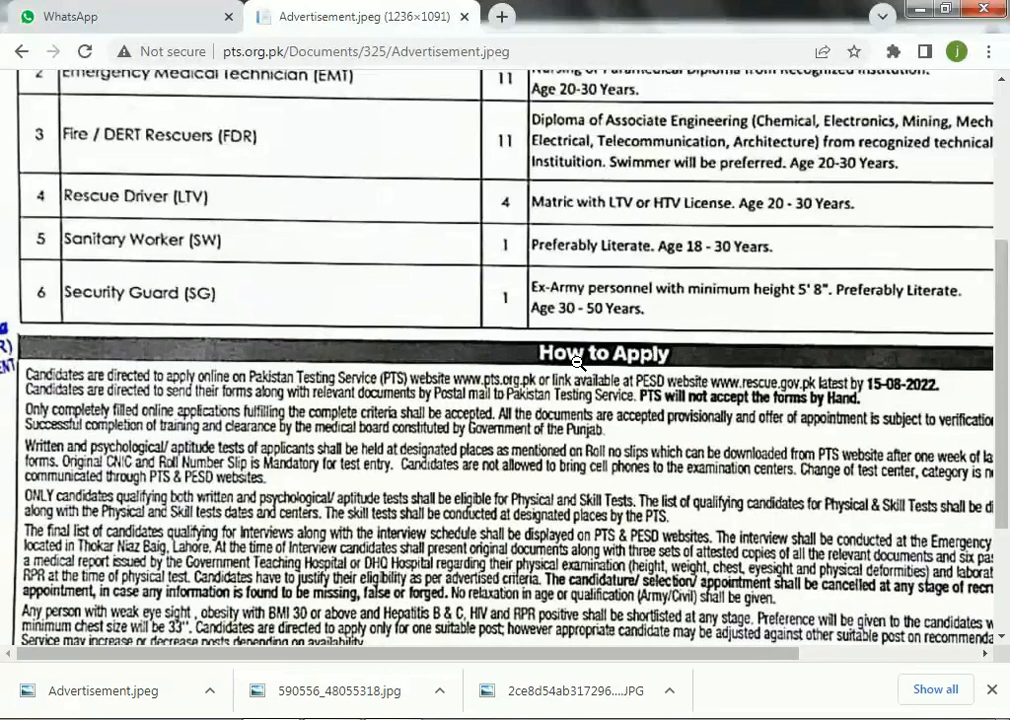 WhatsApp
Advertisement.jpeg (1236×1091)
Not secure
pts.org.pk/Documents/325/Advertisement.jpeg
j
2 Emergency Medical Technician (EMT) 11 Nursing or Paramedical Diploma from Recognized Institution.
Age 20-30 Years.
3 Fire / DERT Rescuers (FDR) 11 Diploma of Associate Engineering (Chemical, Electronics, Mining, Mech
Electrical, Telecommunication, Architecture) from recognized technical
Instituition. Swimmer will be preferred. Age 20-30 Years.
4 Rescue Driver (LTV) 4 Matric with LTV or HTV License. Age 20 - 30 Years.
5 Sanitary Worker (SW) 1 Preferably Literate. Age 18 - 30 Years.
6 Security Guard (SG) 1 Ex-Army personnel with minimum height 5' 8". Preferably Literate.
Age 30 - 50 Years.
How to Apply
Candidates are directed to apply online on Pakistan Testing Service (PTS) website www.pts.org.pk or link available at PESD website www.rescue.gov.pk latest by 15-08-2022.
Candidates are directed to send their forms along with relevant documents by Postal mail to Pakistan Testing Service. PTS will not accept the forms by Hand.
Only completely filled online applications fulfilling the complete criteria shall be accepted. All the documents are accepted provisionally and offer of appointment is subject to verificatio
Successful completion of training and clearance by the medical board constituted by Government of the Punjab.
Written and psychological/ aptitude tests of applicants shall be held at designated places as mentioned on Roll no slips which can be downloaded from PTS website after one week of la
forms. Original CNIC and Roll Number Slip is Mandatory for test entry. Candidates are not allowed to bring cell phones to the examination centers. Change of test center, category is n
communicated through PTS & PESD websites.
ONLY candidates qualifying both written and psychological/ aptitude tests shall be eligible for Physical and Skill Tests. The list of qualifying candidates for Physical & Skill Tests shall be di
along with the Physical and Skill tests dates and centers. The skill tests shall be conducted at designated places by the PTS.
The final list of candidates qualifying for Interviews along with the interview schedule shall be displayed on PTS & PESD websites. The interview shall be conducted at the Emergency
located in Thokar Niaz Baig, Lahore. At the time of Interview candidates shall present original documents along with three sets of attested copies of all the relevant documents and six pas
a medical report issued by the Government Teaching Hospital or DHQ Hospital regarding their physical examination (height, weight, chest, eyesight and physical deformities) and laborat
RPR at the time of physical test. Candidates have to justify their eligibility as per advertised criteria. The candidature/ selection/ appointment shall be cancelled at any stage of recr
appointment, in case any information is found to be missing, false or forged. No relaxation in age or qualification (Army/Civil) shall be given.
Any person with weak eye sight , obesity with BMI 30 or above and Hepatitis B & C, HIV and RPR positive shall be shortlisted at any stage. Preference will be given to the candidates w
minimum chest size will be 33". Candidates are directed to apply only for one suitable post; however appropriate candidate may be adjusted against other suitable post on recommenda
Service may increase or decrease posts depending on availability
Advertisement.jpeg
590556_48055318.jpg
2ce8d54ab317296....JPG
Show all